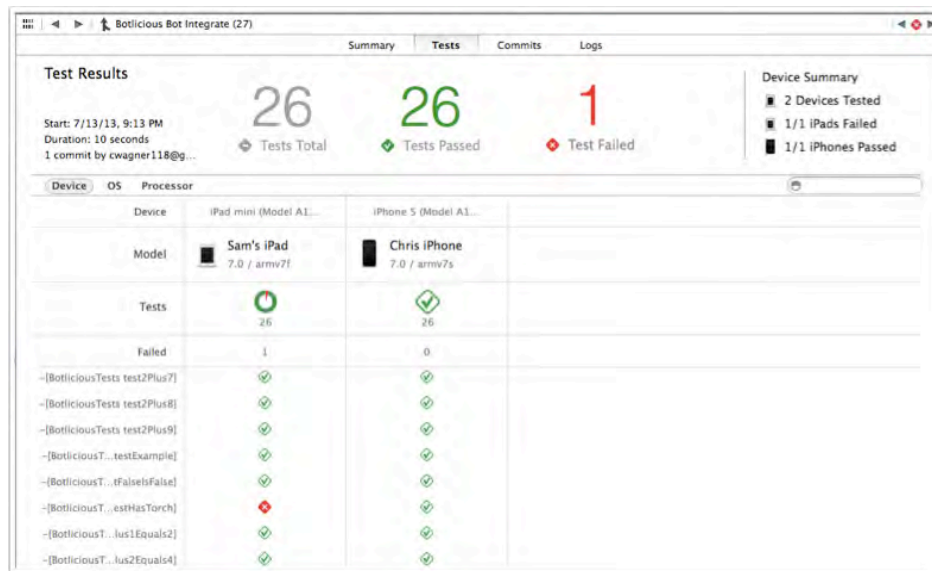 Botlicious Bot Integrate (27)
Summary Tests Commits Logs
Test Results
Start: 7/13/13, 9:13 PM
Duration: 10 seconds
1 commit by cwagner118@g...
26
Tests Total
26
Tests Passed
1
Test Failed
Device Summary
2 Devices Tested
1/1 iPads Failed
1/1 iPhones Passed
Device OS Processor
Device iPad mini (Model A1... iPhone 5 (Model A1...
Model Sam's iPad Chris iPhone
7.0 / armv7f 7.0 / armv7s
Tests 26 26
Failed 1 0
-[BotliciousTests test2Plus7]
-[BotliciousTests test2Plus8]
-[BotliciousTests test2Plus9]
-[BotliciousT...testExample]
-[BotliciousT...tFalseIsFalse]
-[BotliciousT...estHasTorch]
-[BotliciousT...lus1Equals2]
-[BotliciousT...lus2Equals4]